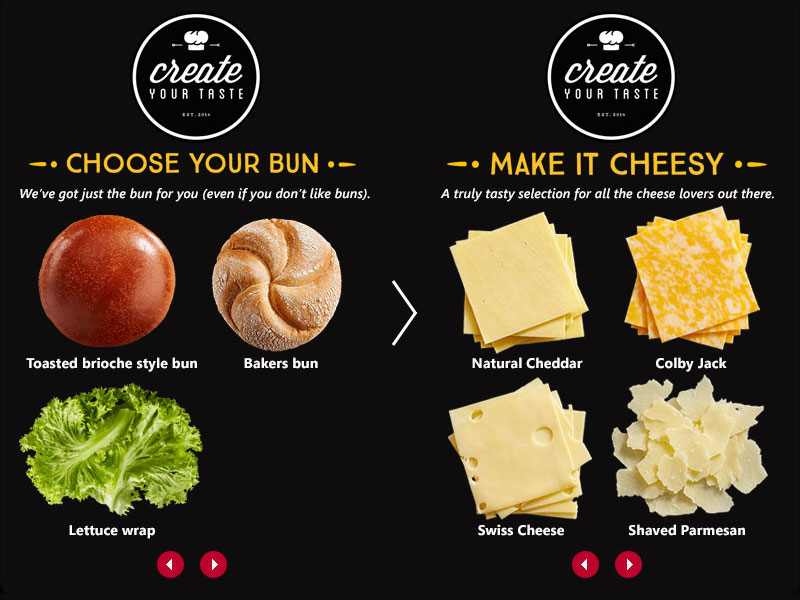 create
YOUR TASTE
EST. 2014
CHOOSE YOUR BUN
We've got just the bun for you (even if you don't like buns).
Toasted brioche style bun
Bakers bun
Lettuce wrap
create
YOUR TASTE
EST. 2014
MAKE IT CHEESY
A truly tasty selection for all the cheese lovers out there.
Natural Cheddar
Colby Jack
Swiss Cheese
Shaved Parmesan